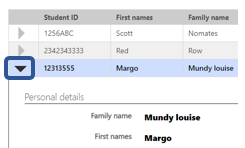 Student ID First names Family name
1256ABC Scott Nomates
2342343333 Red Row
12313555 Margo Mundy louise
Personal details
Family name Mundy louise
First names Margo